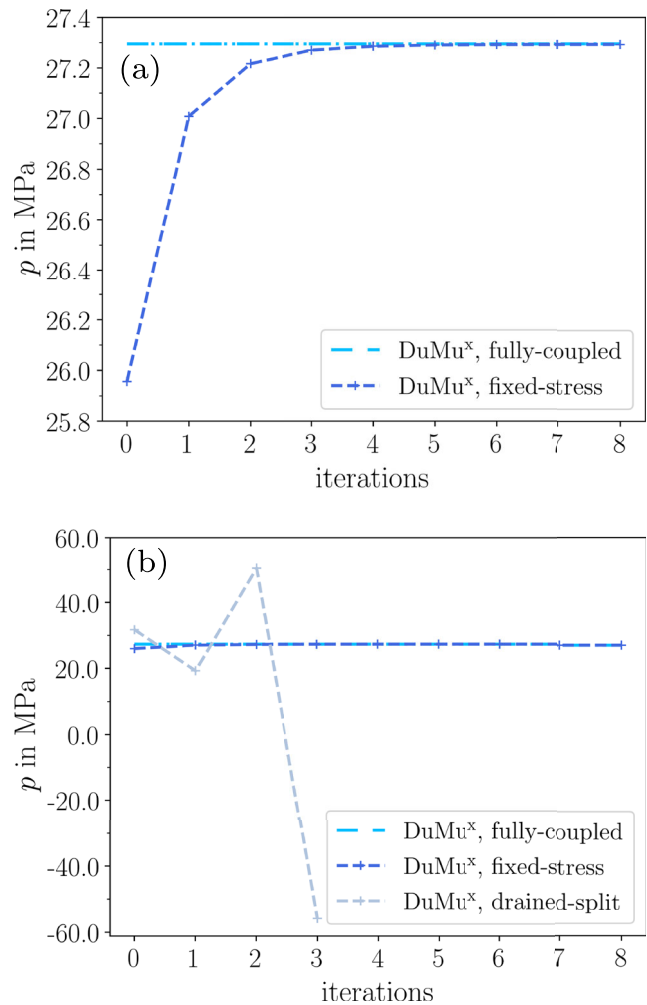 27.4
(a)
27.2
27.0
26.8
26.6
26.4
26.2
26.0
25.8
p in MPa
DuMuˣ, fully-coupled
DuMuˣ, fixed-stress
0 1 2 3 4 5 6 7 8
iterations
60.0
(b)
40.0
20.0
0.0
-20.0
-40.0
-60.0
p in MPa
DuMuˣ, fully-coupled
DuMuˣ, fixed-stress
DuMuˣ, drained-split
0 1 2 3 4 5 6 7 8
iterations